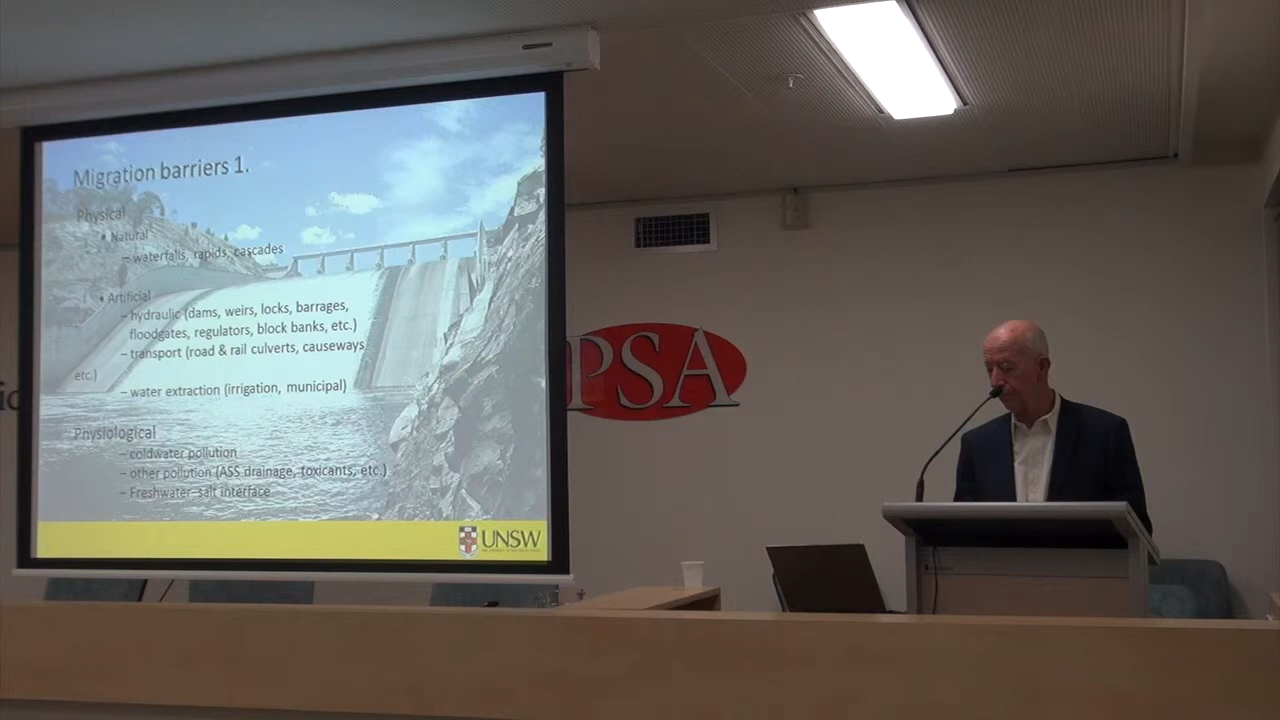 Migration barriers 1.
Physical
• Natural
– waterfalls, rapids, cascades
• Artificial
– hydraulic (dams, weirs, locks, barrages,
floodgates, regulators, block banks, etc.)
– transport (road & rail culverts, causeways
etc.)
– water extraction (irrigation, municipal)
Physiological
– coldwater pollution
– other pollution (ASS drainage, toxicants, etc.)
– Freshwater–salt interface
UNSW
PSA